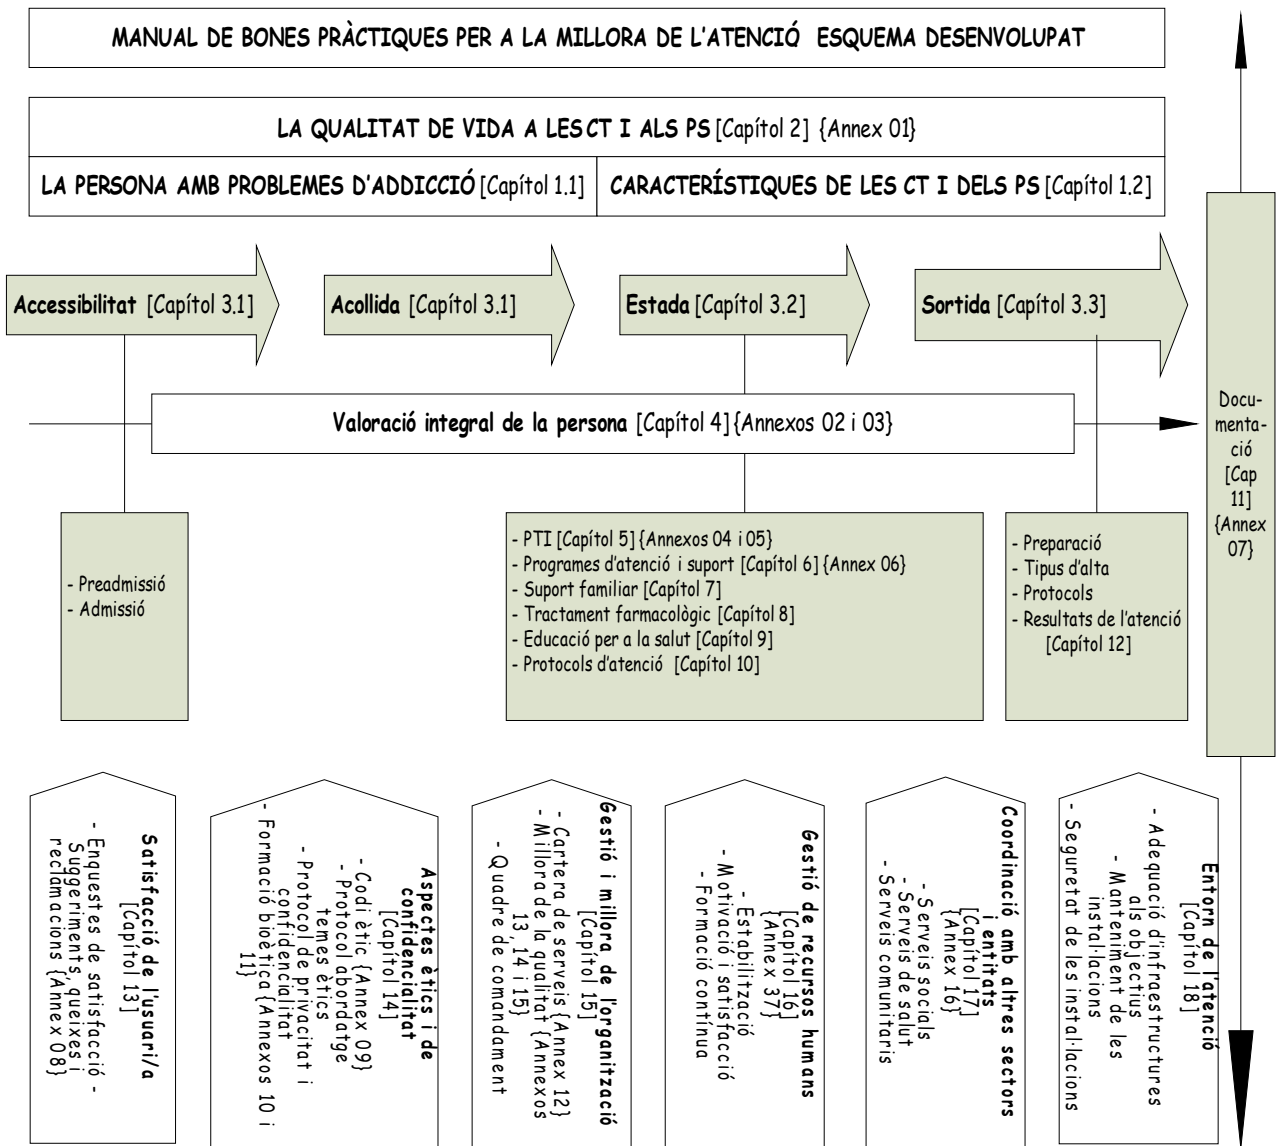 MANUAL DE BONES PRÀCTIQUES PER A LA MILLORA DE L'ATENCIÓ ESQUEMA DESENVOLUPAT
LA QUALITAT DE VIDA A LES CT I ALS PS [Capítol 2] {Annex 01}
LA PERSONA AMB PROBLEMES D'ADDICCIÓ [Capítol 1.1]
CARACTERÍSTIQUES DE LES CT I DELS PS [Capítol 1.2]
Accessibilitat [Capítol 3.1]
Acollida [Capítol 3.1]
Estada [Capítol 3.2]
Sortida [Capítol 3.3]
Valoració integral de la persona [Capítol 4] {Annexos 02 i 03}
Docu-
menta-
ció
[Cap
11]
{Annex
07}
- Preadmissió
- Admissió
- PTI [Capítol 5] {Annexos 04 i 05}
- Programes d'atenció i suport [Capítol 6] {Annex 06}
- Suport familiar [Capítol 7]
- Tractament farmacològic [Capítol 8]
- Educació per a la salut [Capítol 9]
- Protocols d'atenció [Capítol 10]
- Preparació
- Tipus d'alta
- Protocols
- Resultats de l'atenció
[Capítol 12]
Satisfacció de l'usuari/a
[Capítol 13]
- Enquestes de satisfacció -
Suggeriments, queixes i
reclamacions {Annex 08}
Aspectes ètics i de
confidencialitat
[Capítol 14]
- Codi ètic {Annex 09}
- Protocol abordatge
temes ètics
- Protocol de privacitat i
confidencialitat
- Formació bioètica {Annexos 10 i
11}
Gestió i millora de l'organització
[Capítol 15]
- Cartera de serveis {Annex 12}
- Millora de la qualitat {Annexos
13, 14 i 15}
- Quadre de comandament
Gestió de recursos humans
[Capítol 16]
{Annex 37}
- Estabilització
- Motivació i satisfacció
- Formació contínua
Coordinació amb altres sectors
i entitats
[Capítol 17]
{Annex 16}
- Serveis socials
- Serveis de salut
- Serveis comunitaris
Entorn de l'atenció
[Capítol 18]
- Adequació d'infraestructures
als objectius
- Manteniment de les
instal·lacions
- Seguretat de les instal·lacions